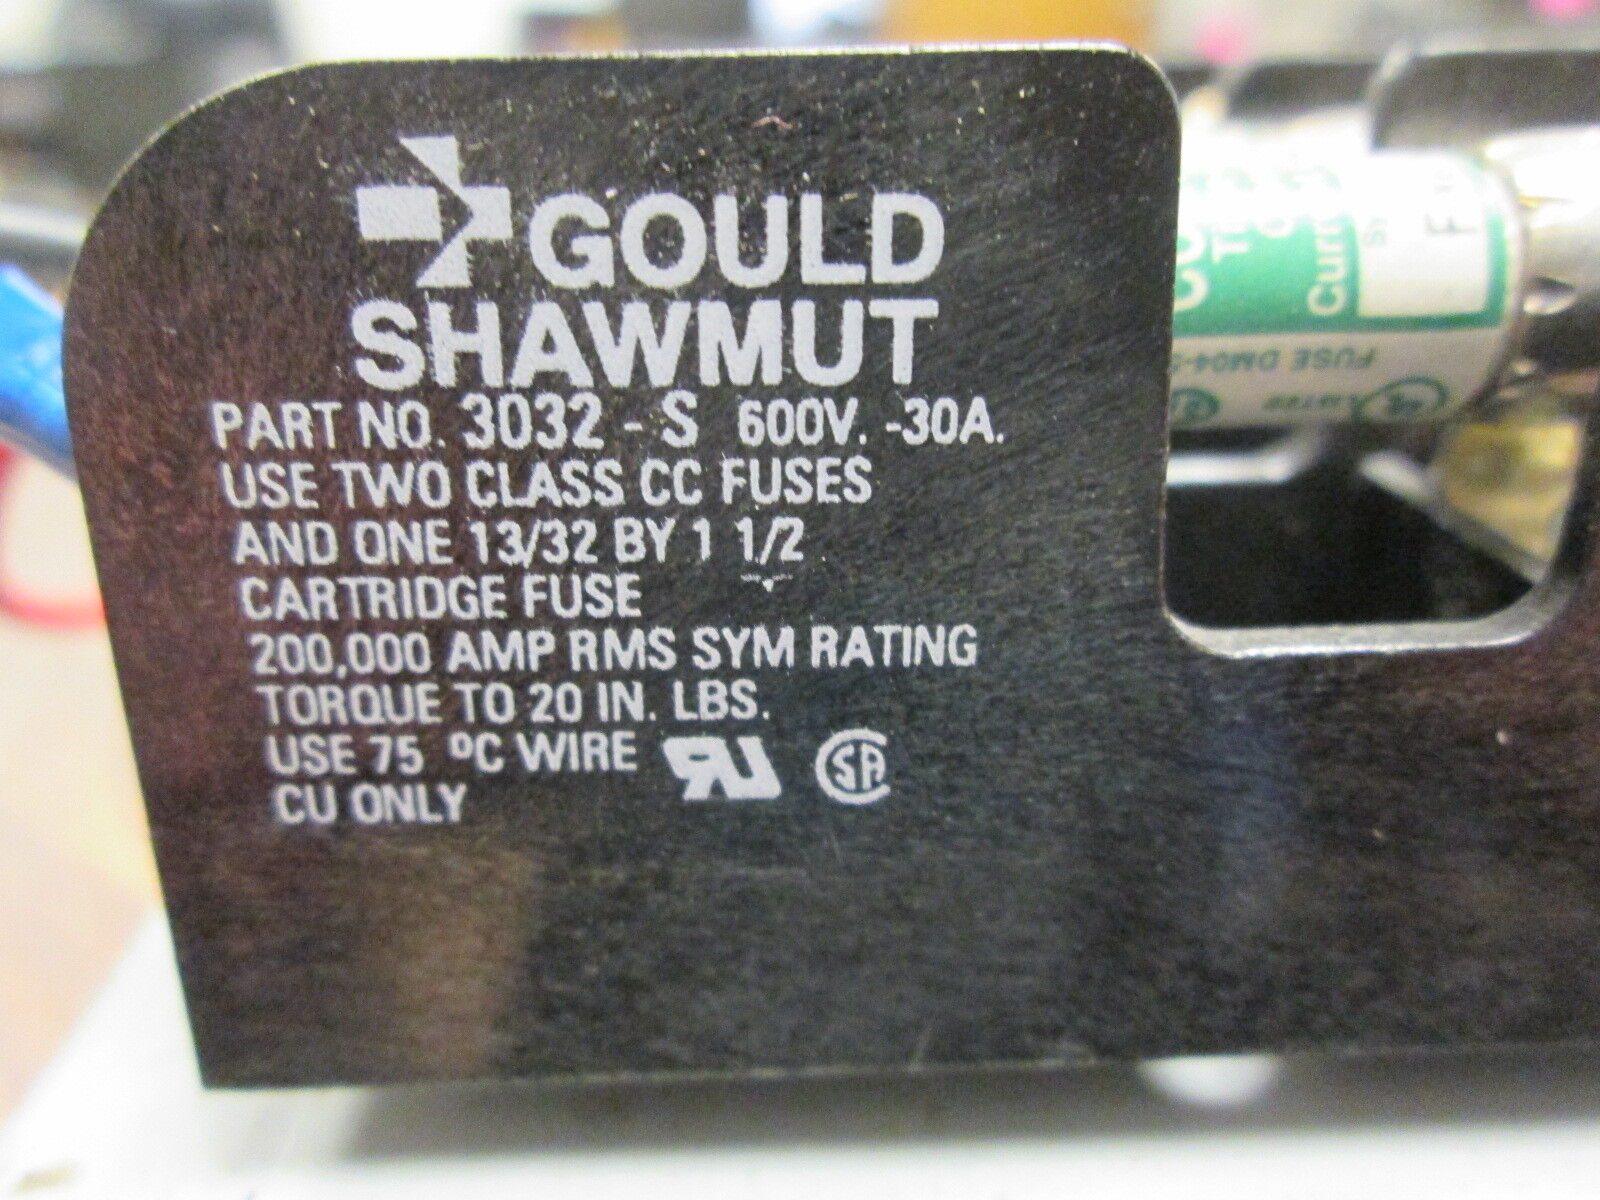 GOULD
SHAWMUT
PART NO. 3032 - S 600V. -30A.
USE TWO CLASS CC FUSES
AND ONE 13/32 BY 1 1/2
CARTRIDGE FUSE
200,000 AMP RMS SYM RATING
TORQUE TO 20 IN. LBS.
USE 75 ºC WIRE
CU ONLY
FUSE